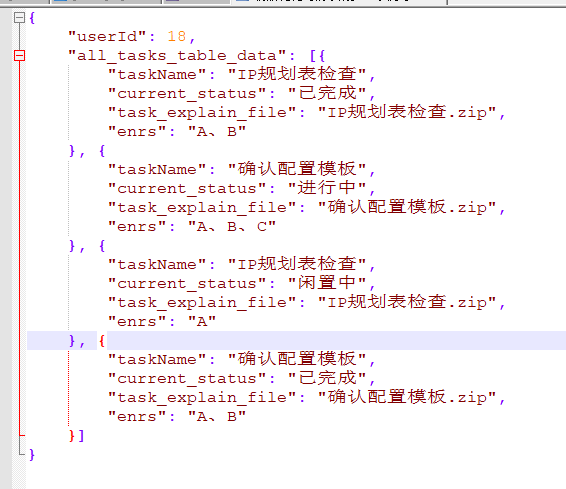 {
"userId": 18,
"all_tasks_table_data": [{
"taskName": "IP规划表检查",
"current_status": "已完成",
"task_explain_file": "IP规划表检查.zip",
"enrs": "A、B"
}, {
"taskName": "确认配置模板",
"current_status": "进行中",
"task_explain_file": "确认配置模板.zip",
"enrs": "A、B、C"
}, {
"taskName": "IP规划表检查",
"current_status": "闲置中",
"task_explain_file": "IP规划表检查.zip",
"enrs": "A"
}, {
"taskName": "确认配置模板",
"current_status": "已完成",
"task_explain_file": "确认配置模板.zip",
"enrs": "A、B"
}]
}